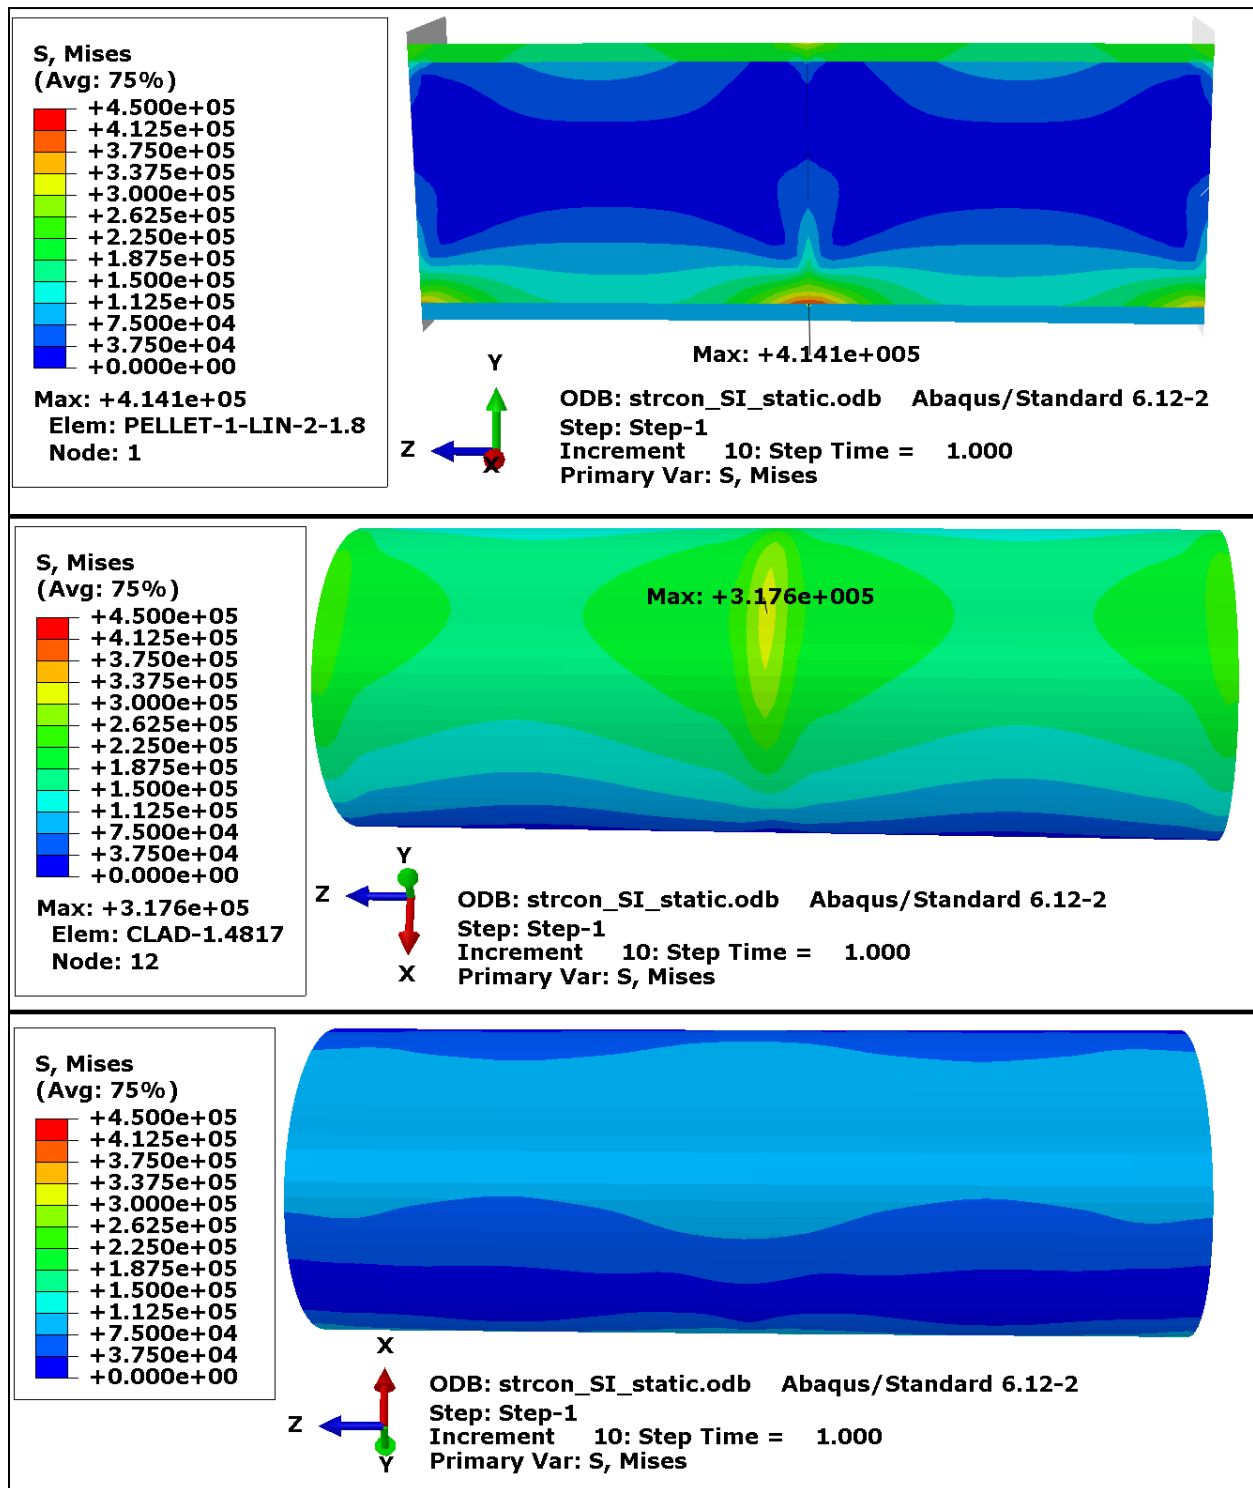 S, Mises
(Avg: 75%)
+4.500e+05
+4.125e+05
+3.750e+05
+3.375e+05
+3.000e+05
+2.625e+05
+2.250e+05
+1.875e+05
+1.500e+05
+1.125e+05
+7.500e+04
+3.750e+04
+0.000e+00
Max: +4.141e+05
Elem: PELLET-1-LIN-2-1.8
Node: 1
Max: +4.141e+005
Y
Z
X
ODB: strcon_SI_static.odb Abaqus/Standard 6.12-2
Step: Step-1
Increment 10: Step Time = 1.000
Primary Var: S, Mises
S, Mises
(Avg: 75%)
+4.500e+05
+4.125e+05
+3.750e+05
+3.375e+05
+3.000e+05
+2.625e+05
+2.250e+05
+1.875e+05
+1.500e+05
+1.125e+05
+7.500e+04
+3.750e+04
+0.000e+00
Max: +3.176e+05
Elem: CLAD-1.4817
Node: 12
Max: +3.176e+005
Y
Z
X
ODB: strcon_SI_static.odb Abaqus/Standard 6.12-2
Step: Step-1
Increment 10: Step Time = 1.000
Primary Var: S, Mises
S, Mises
(Avg: 75%)
+4.500e+05
+4.125e+05
+3.750e+05
+3.375e+05
+3.000e+05
+2.625e+05
+2.250e+05
+1.875e+05
+1.500e+05
+1.125e+05
+7.500e+04
+3.750e+04
+0.000e+00
X
Z
Y
ODB: strcon_SI_static.odb Abaqus/Standard 6.12-2
Step: Step-1
Increment 10: Step Time = 1.000
Primary Var: S, Mises